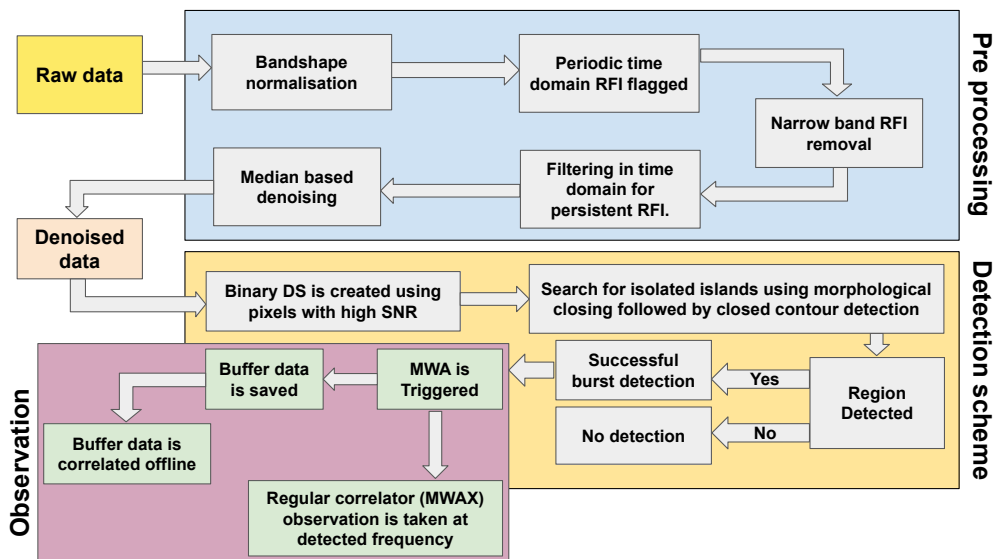 Pre processing
Raw data
Bandshape
normalisation
Periodic time
domain RFI flagged
Narrow band RFI
removal
Filtering in time
domain for
persistent RFI.
Median based
denoising
Denoised
data
Detection scheme
Binary DS is created using
pixels with high SNR
Search for isolated islands using morphological
closing followed by closed contour detection
Region
Detected
Yes
Successful
burst detection
No
No detection
Observation
MWA is
Triggered
Buffer data
is saved
Buffer data is
correlated offline
Regular correlator (MWAX)
observation is taken at
detected frequency